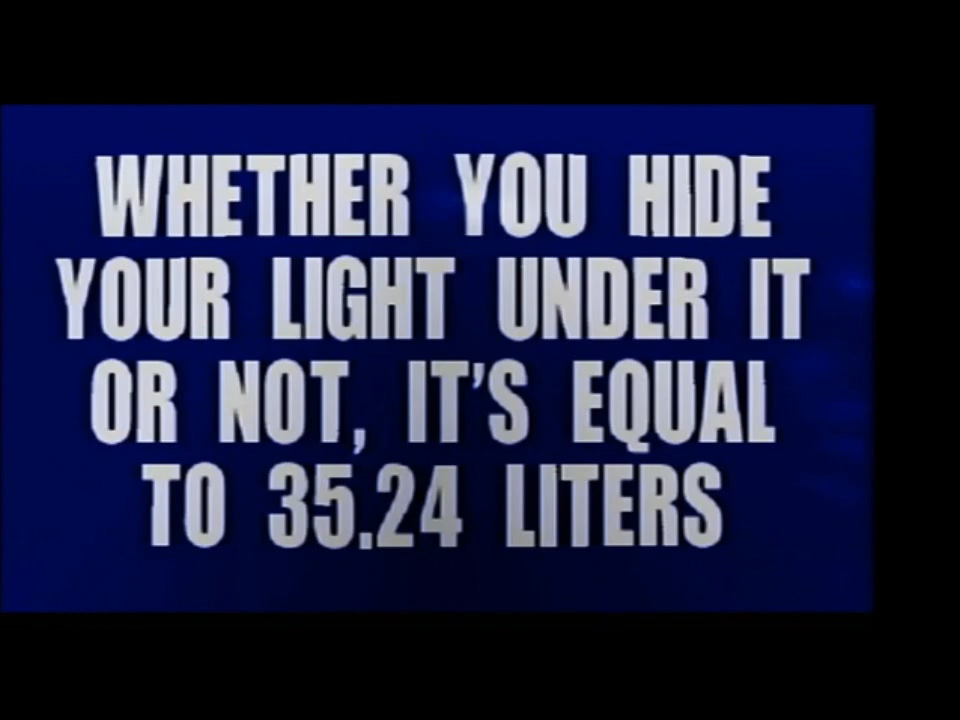 WHETHER YOU HIDE
YOUR LIGHT UNDER IT
OR NOT, IT'S EQUAL
TO 35.24 LITERS